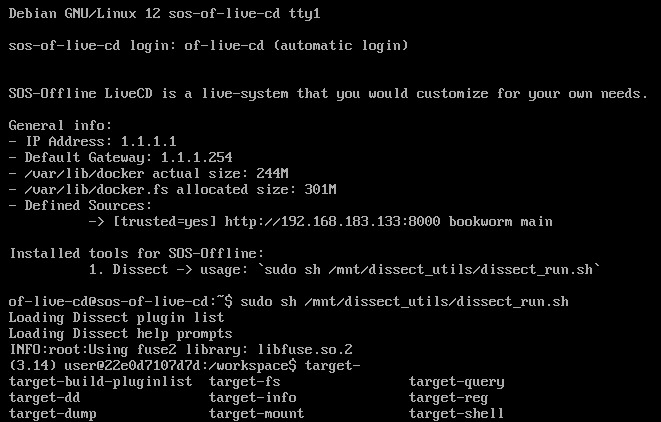 Debian GNU/Linux 12 sos-of-live-cd tty1
sos-of-live-cd login: of-live-cd (automatic login)
SOS-Offline LiveCD is a live-system that you would customize for your own needs.
General info:
- IP Address: 1.1.1.1
- Default Gateway: 1.1.1.254
- /var/lib/docker actual size: 244M
- /var/lib/docker.fs allocated size: 301M
- Defined Sources:
-> [trusted=yes] http://192.168.183.133:8000 bookworm main
Installed tools for SOS-Offline:
1. Dissect -> usage: `sudo sh /mnt/dissect_utils/dissect_run.sh`
of-live-cd@sos-of-live-cd:~$ sudo sh /mnt/dissect_utils/dissect_run.sh
Loading Dissect plugin list
Loading Dissect help prompts
INFO:root:Using fuse2 library: libfuse.so.2
(3.14) user@22e0d7107d7d:/workspace$ target-
target-build-pluginlist target-fs target-query
target-dd target-info target-reg
target-dump target-mount target-shell